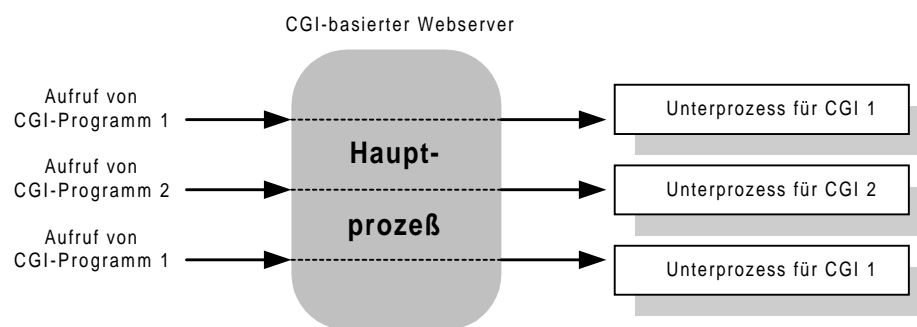 CGI-basierter Webserver
Aufruf von
CGI-Programm 1
Unterprozess für CGI 1
Haupt-
Aufruf von
CGI-Programm 2
Unterprozess für CGI 2
prozeß
Aufruf von
CGI-Programm 1
Unterprozess für CGI 1